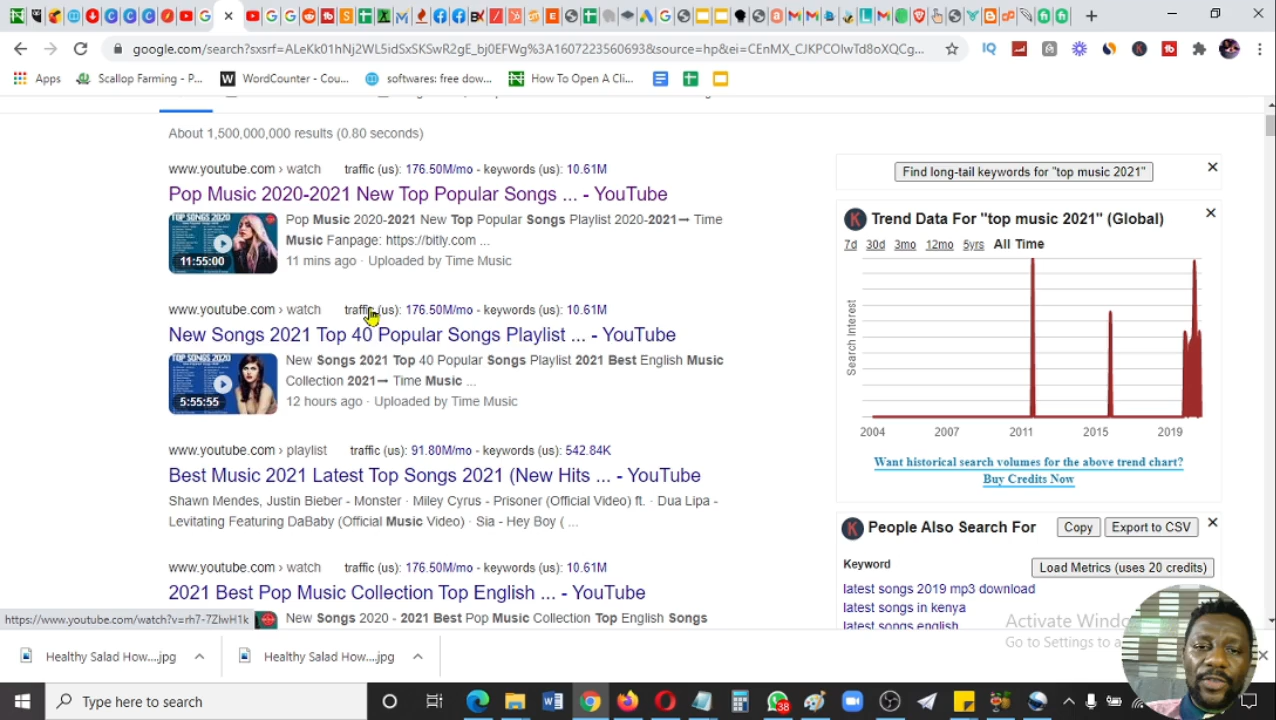 google.com/search?sxsrf=ALeKk01hNj2WL5idSxSKSwR2gE_bj0EFWg%3A1607223560693&source=hp&ei=CEnMX_CJKPCOlwTd8oXQCg...
Apps
Scallop Farming - P...
WordCounter - Cou...
softwares: free dow...
How To Open A Cli...
About 1,500,000,000 results (0.80 seconds)
www.youtube.com › watch traffic (us): 176.50M/mo - keywords (us): 10.61M
Pop Music 2020-2021 New Top Popular Songs ... - YouTube
Pop Music 2020-2021 New Top Popular Songs Playlist 2020-2021➞ Time
Music Fanpage: https://bitly.com ...
11:55:00
11 mins ago · Uploaded by Time Music
www.youtube.com › watch traffic (us): 176.50M/mo - keywords (us): 10.61M
New Songs 2021 Top 40 Popular Songs Playlist ... - YouTube
TOP SONGS 2020
New Songs 2021 Top 40 Popular Songs Playlist 2021 Best English Music
Collection 2021➞ Time Music ...
5:55:55
12 hours ago · Uploaded by Time Music
www.youtube.com › playlist traffic (us): 91.80M/mo - keywords (us): 542.84K
Best Music 2021 Latest Top Songs 2021 (New Hits ... - YouTube
Shawn Mendes, Justin Bieber - Monster · Miley Cyrus - Prisoner (Official Video) ft. · Dua Lipa -
Levitating Featuring DaBaby (Official Music Video) · Sia - Hey Boy ( ...
www.youtube.com › watch traffic (us): 176.50M/mo - keywords (us): 10.61M
2021 Best Pop Music Collection Top English ... - YouTube
New Songs 2020 - 2021 Best Pop Music Collection Top English Songs
https://www.youtube.com/watch?v=rh7-7ZlwH1k
Find long-tail keywords for "top music 2021"
Trend Data For "top music 2021" (Global)
7d 30d 3mo 12mo 5yrs All Time
Search Interest
2004 2007 2011 2015 2019
Want historical search volumes for the above trend chart?
Buy Credits Now
People Also Search For
Copy
Export to CSV
Keyword
Load Metrics (uses 20 credits)
latest songs 2019 mp3 download
latest songs in kenya
latest songs english
Activate Windo
Go to Settings to a
Healthy Salad How....jpg
Healthy Salad How....jpg
Type here to search
38